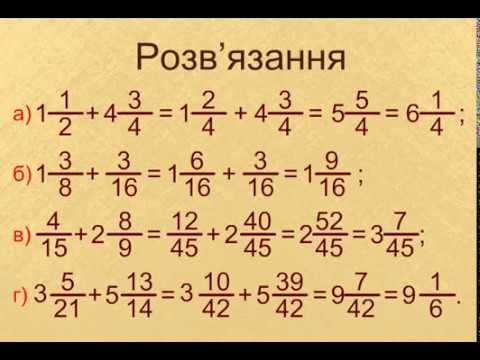 Розв’язання
а) 1 1/2 + 4 3/4 = 1 2/4 + 4 3/4 = 5 5/4 = 6 1/4 ;
б) 1 3/8 + 3/16 = 1 6/16 + 3/16 = 1 9/16 ;
в) 4/15 + 2 8/9 = 12/45 + 2 40/45 = 2 52/45 = 3 7/45 ;
г) 3 5/21 + 5 13/14 = 3 10/42 + 5 39/42 = 9 7/42 = 9 1/6 .